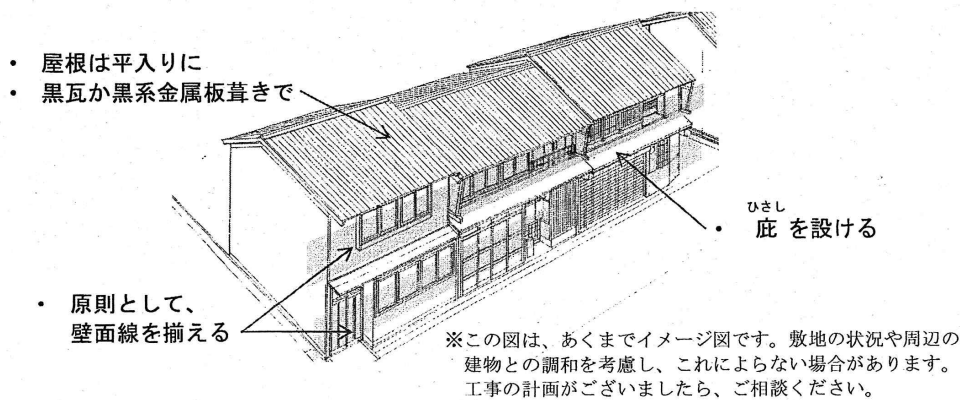 ・ 屋根は平入りに
・ 黒瓦か黒系金属板葺きで
ひさし
・ 庇 を設ける
・ 原則として、
壁面線を揃える
※この図は、あくまでイメージ図です。敷地の状況や周辺の
建物との調和を考慮し、これによらない場合があります。
工事の計画がございましたら、ご相談ください。